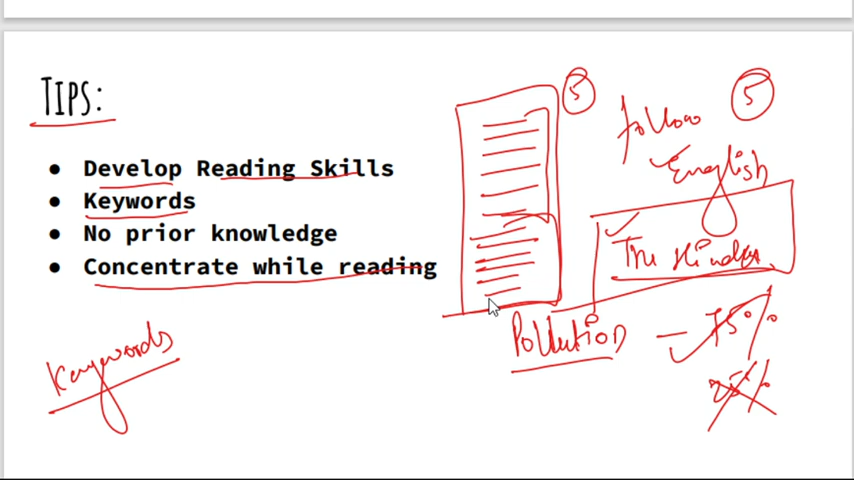 TIPS:
● Develop Reading Skills
● Keywords
● No prior knowledge
● Concentrate while reading
Keywords
5
follow
5
English
The Hindu
Pollution - 75%
25%